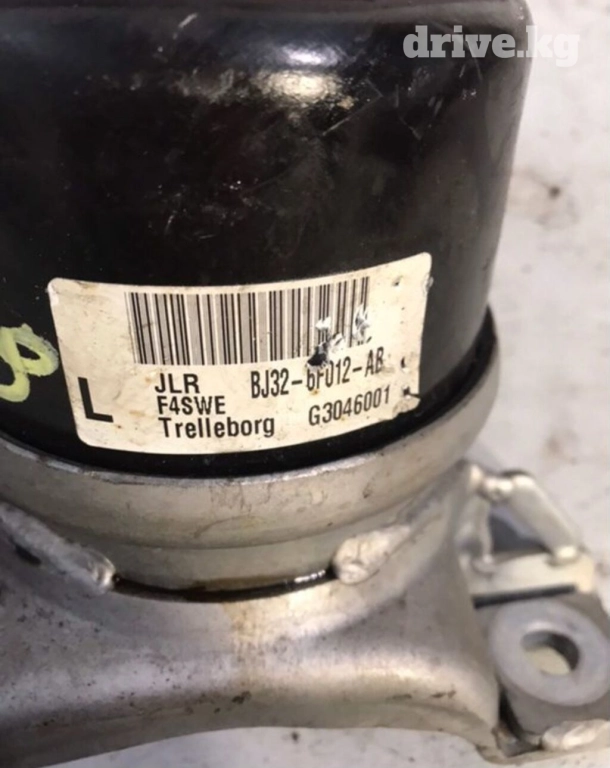 drive.kg
JLR BJ32-6F012-AB
L F4SWE
Trelleborg G3046001